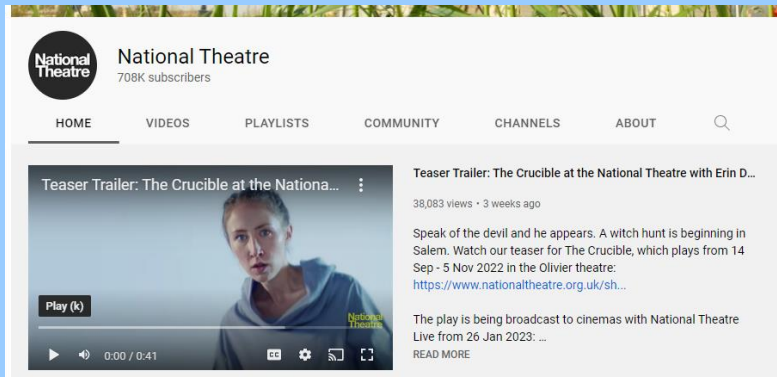 National
Theatre
National Theatre
708K subscribers
HOME VIDEOS PLAYLISTS COMMUNITY CHANNELS ABOUT
Teaser Trailer: The Crucible at the Nationa...
Play (k)
National
Theatre
0:00 / 0:41
CC
Teaser Trailer: The Crucible at the National Theatre with Erin D...
38,083 views • 3 weeks ago
Speak of the devil and he appears. A witch hunt is beginning in
Salem. Watch our teaser for The Crucible, which plays from 14
Sep - 5 Nov 2022 in the Olivier theatre:
https://www.nationaltheatre.org.uk/sh...
The play is being broadcast to cinemas with National Theatre
Live from 26 Jan 2023: ...
READ MORE